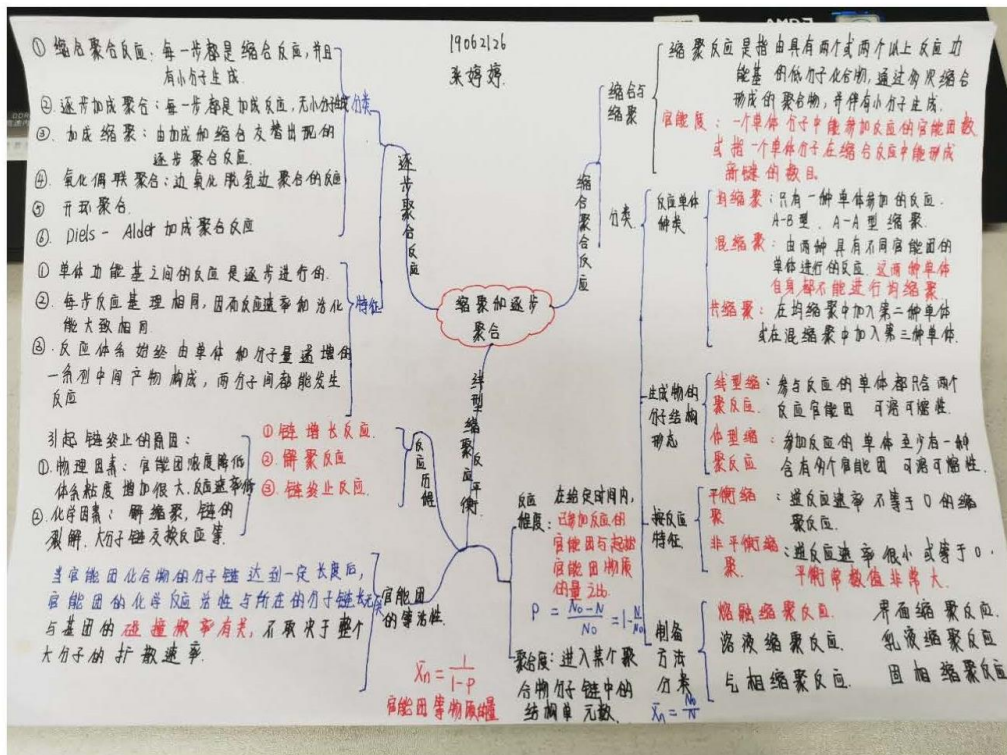 19062126
张婷婷.
缩聚和逐步
聚合
逐步聚合反应
分类
① 缩合聚合反应: 每一步都是缩合反应,并且
有小分子生成.
② 逐步加成聚合: 每一步都是加成反应,无小分子
③ 加成缩聚: 由加成和缩合交替出现的
逐步聚合反应.
④ 氧化偶联聚合: 边氧化脱氢边聚合的反应
⑤ 开环聚合.
⑥ Diels - Alder 加成聚合反应
特征
① 单体功能基之间的反应是逐步进行的.
② 每步反应基理相同,因而反应速率和活化
能大致相同
③. 反应体系始终由单体和分子量递增的
一系列中间产物构成,两分子间都能发生
反应
缩合聚合反应
缩合与
缩聚
缩聚反应是指由具有两个或两个以上反应功
能基的低分子化合物,通过多次缩合
形成的聚合物,并伴有小分子生成.
官能度: 一个单体分子中能参加反应的官能团数
或指一个单体分子在缩合反应中能形成
新键的数目.
分类
反应单体
种类
均缩聚: 只有一种单体参加的反应.
A-B型、A-A型缩聚.
混缩聚: 由两种具有不同官能团的
单体进行的反应.这两种单体
自身都不能进行均缩聚
共缩聚: 在均缩聚中加入第二种单体
或在混缩聚中加入第三种单体.
生成物的
分子结构
形态
线型缩
聚反应.
: 参与反应的单体都只含两个
反应官能团 可溶可熔性.
体型缩
聚反应
: 参加反应的单体至少有一种
含有多个官能团 可溶可熔性.
按反应
特征.
平衡缩
聚
: 逆反应速率不等于0的缩
聚反应.
非平衡缩
聚.
: 逆反应速率很小或等于0.
平衡常数值非常大.
制备
方法
分类
熔融缩聚反应. 界面缩聚反应.
溶液缩聚反应. 乳液缩聚反应
气相缩聚反应. 固相缩聚反应
线型缩聚反应平衡.
反应历程
① 链增长反应.
② 解聚反应
③ 链终止反应.
引起链终止的原因:
①.物理因素: 官能团浓度降低
体系粘度增加很大.反应速率低
②.化学因素: 解缩聚,链的
裂解.大分子链交换反应等.
官能团
的等活性.
当官能团化合物的分子链达到一定长度后,
官能团的化学反应活性与所在的分子链长无关
与基团的碰撞频率有关,不取决于整个
大分子的扩散速率.
反应
程度:
在给定时间内,
已参加反应的
官能团与起始
官能团物质
的量之比
P = (N₀-N)/N₀ = 1-N/N₀
聚合度: 进入某个聚
合物分子链中的
结构单元数.
X̄n = N₀/N
X̄n = 1/(1-P)
官能团等物质的量